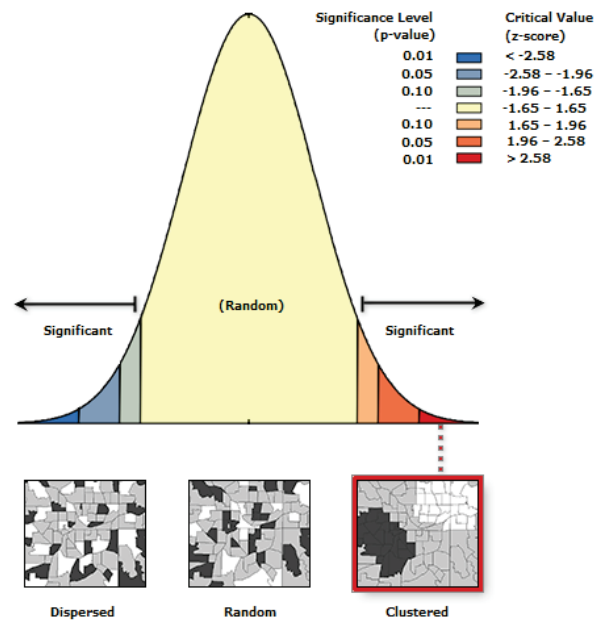 Significance Level Critical Value
(p-value) (z-score)
0.01 < -2.58
0.05 -2.58 – -1.96
0.10 -1.96 – -1.65
--- -1.65 – 1.65
0.10 1.65 – 1.96
0.05 1.96 – 2.58
0.01 > 2.58
(Random)
Significant Significant
Dispersed Random Clustered